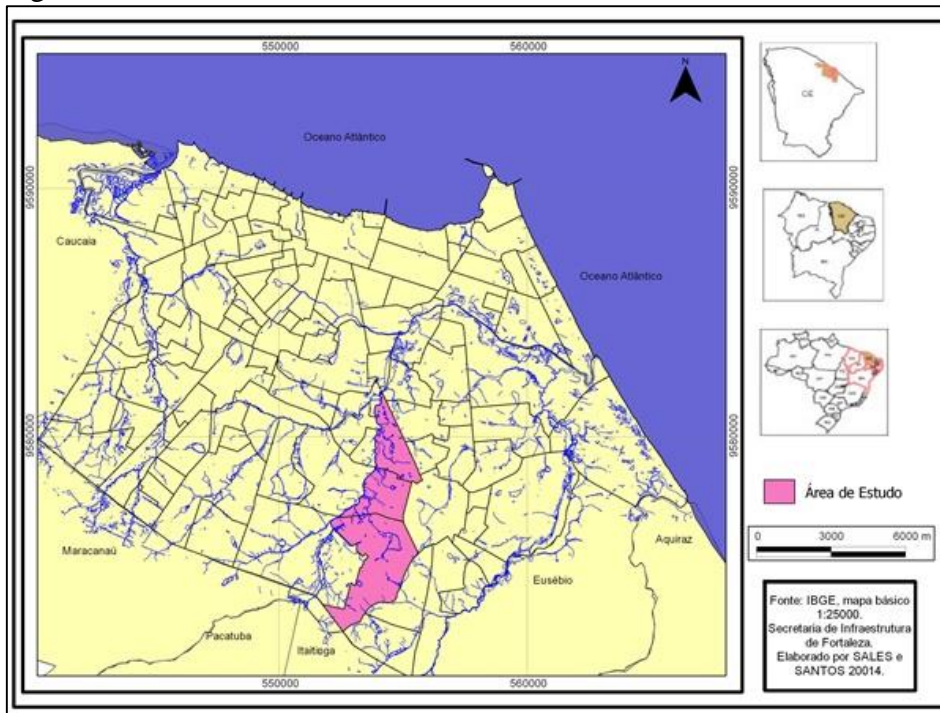 550000
560000
N
Oceano Atlântico
CE
9590000
9590000
Caucaia
Oceano Atlântico
9580000
9580000
Área de Estudo
0 3000 6000 m
Maracanaú
Aquiraz
Eusébio
Pacatuba
Itaitioga
Fonte: IBGE, mapa básico
1:25000.
Secretaria de Infraestrutura
de Fortaleza.
Elaborado por SALES e
SANTOS 20014.
550000
560000